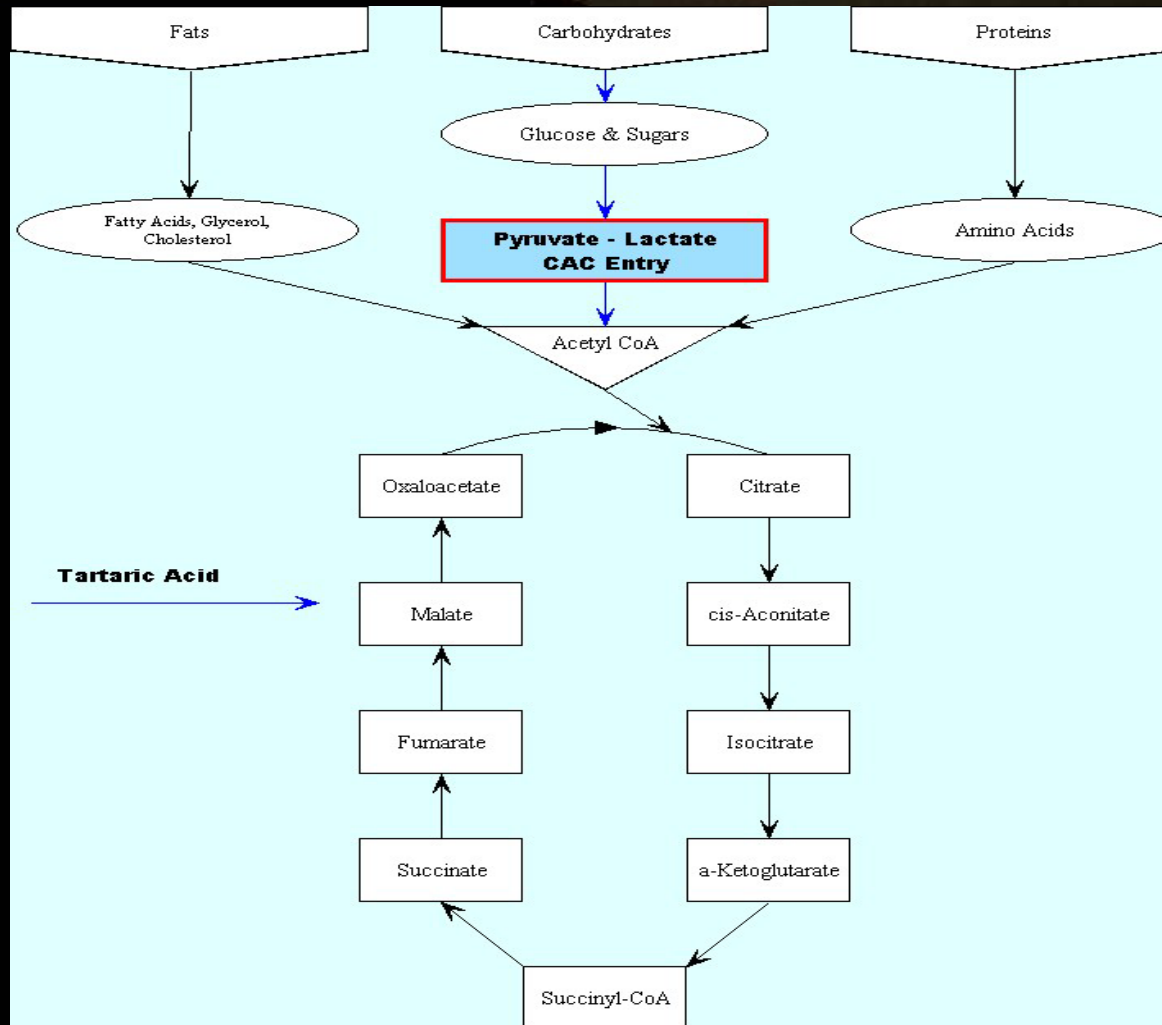 Fats
Carbohydrates
Proteins
Glucose & Sugars
Fatty Acids, Glycerol,
Cholesterol
Pyruvate - Lactate
CAC Entry
Amino Acids
Acetyl CoA
Oxaloacetate
Citrate
Tartaric Acid
Malate
cis-Aconitate
Fumarate
Isocitrate
Succinate
a-Ketoglutarate
Succinyl-CoA